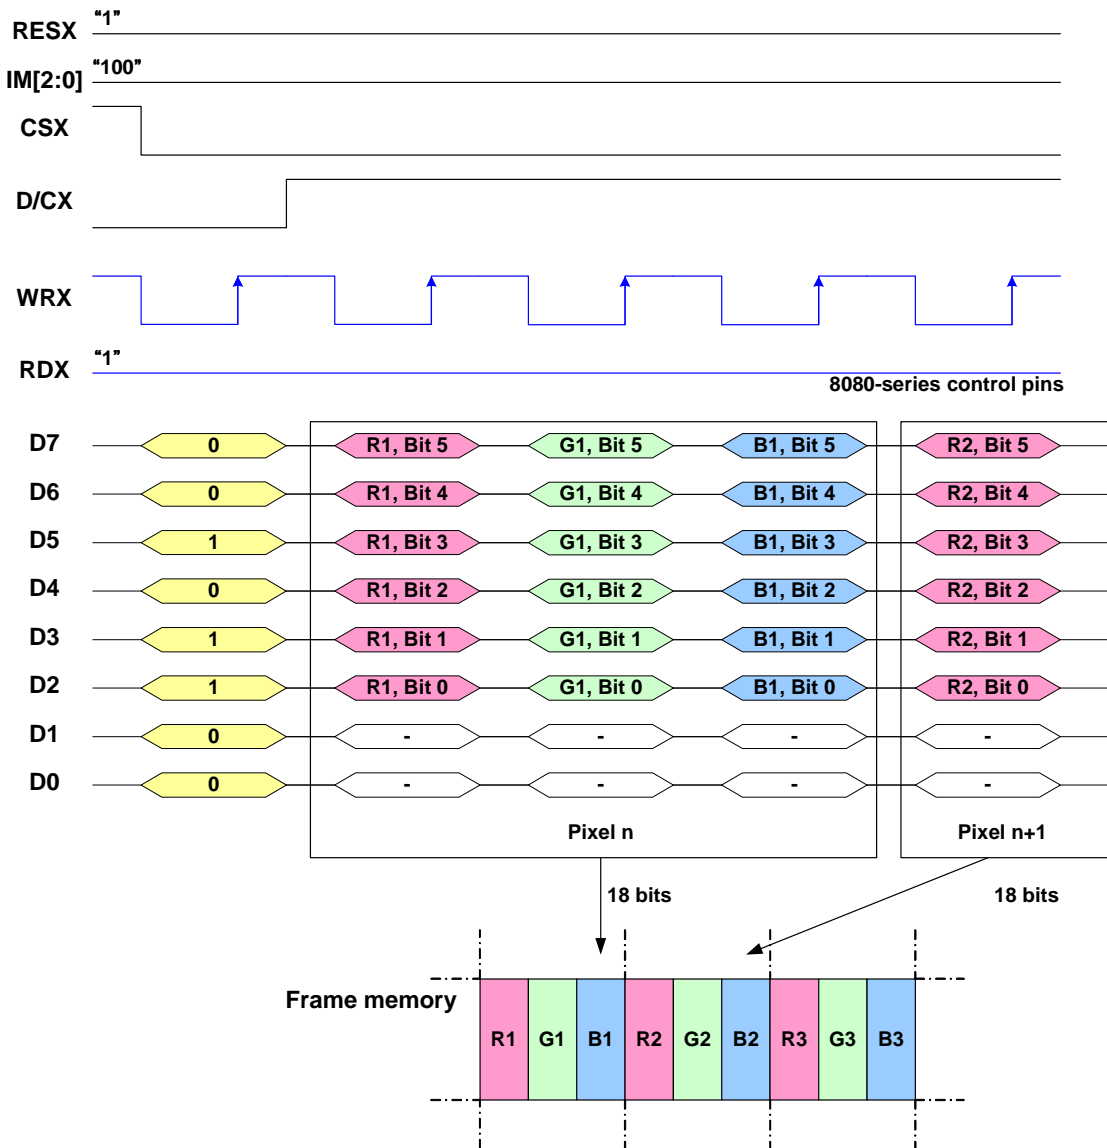 RESX “1”
IM[2:0] “100”
CSX
D/CX
WRX
RDX “1”
8080-series control pins
D7 0 R1, Bit 5 G1, Bit 5 B1, Bit 5 R2, Bit 5
D6 0 R1, Bit 4 G1, Bit 4 B1, Bit 4 R2, Bit 4
D5 1 R1, Bit 3 G1, Bit 3 B1, Bit 3 R2, Bit 3
D4 0 R1, Bit 2 G1, Bit 2 B1, Bit 2 R2, Bit 2
D3 1 R1, Bit 1 G1, Bit 1 B1, Bit 1 R2, Bit 1
D2 1 R1, Bit 0 G1, Bit 0 B1, Bit 0 R2, Bit 0
D1 0 - - - -
D0 0 - - - -
Pixel n Pixel n+1
18 bits 18 bits
Frame memory
R1 G1 B1 R2 G2 B2 R3 G3 B3